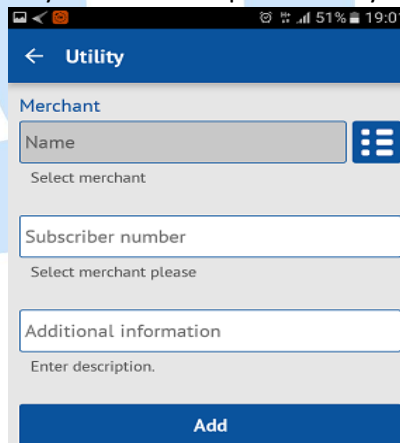 51% 19:01
Utility
Merchant
Name
Select merchant
Subscriber number
Select merchant please
Additional information
Enter description.
Add